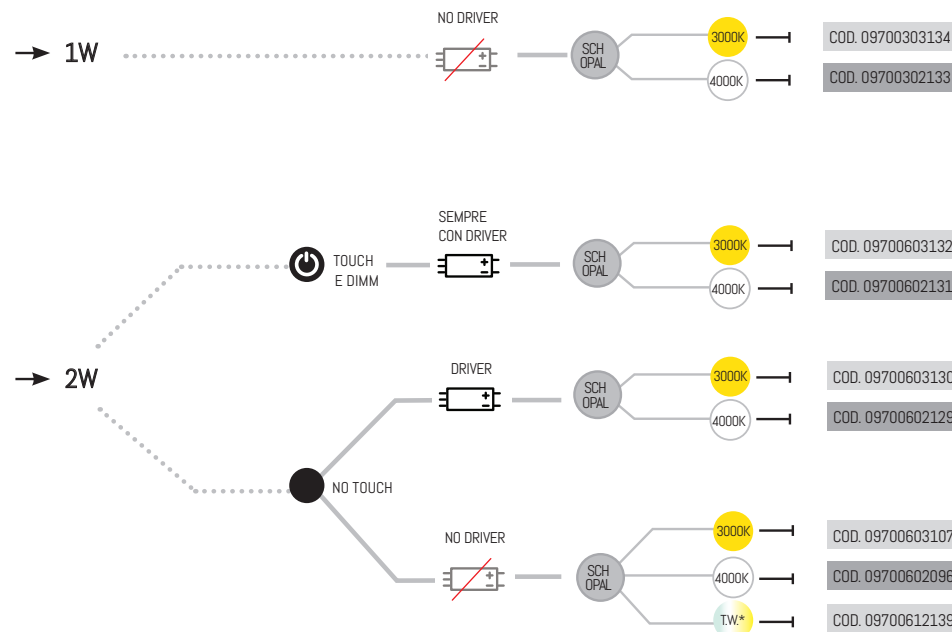 NO DRIVER
1W
SCH
OPAL
3000K
COD. 09700303134
4000K
COD. 09700302133
SEMPRE
CON DRIVER
TOUCH
E DIMM
SCH
OPAL
3000K
COD. 09700603132
4000K
COD. 09700602131
2W
DRIVER
SCH
OPAL
3000K
COD. 09700603130
4000K
COD. 09700602129
NO TOUCH
NO DRIVER
SCH
OPAL
3000K
COD. 09700603107
4000K
COD. 09700602096
T.W.*
COD. 09700612139